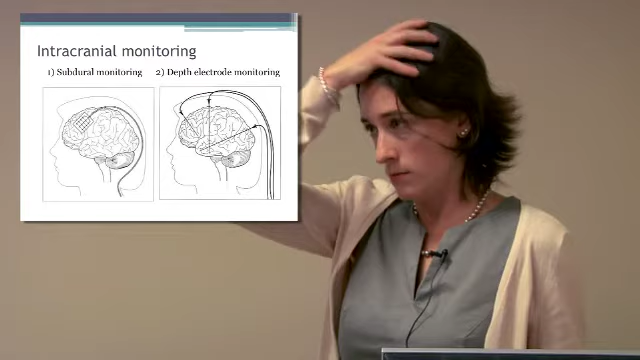 Intracranial monitoring
1) Subdural monitoring 2) Depth electrode monitoring